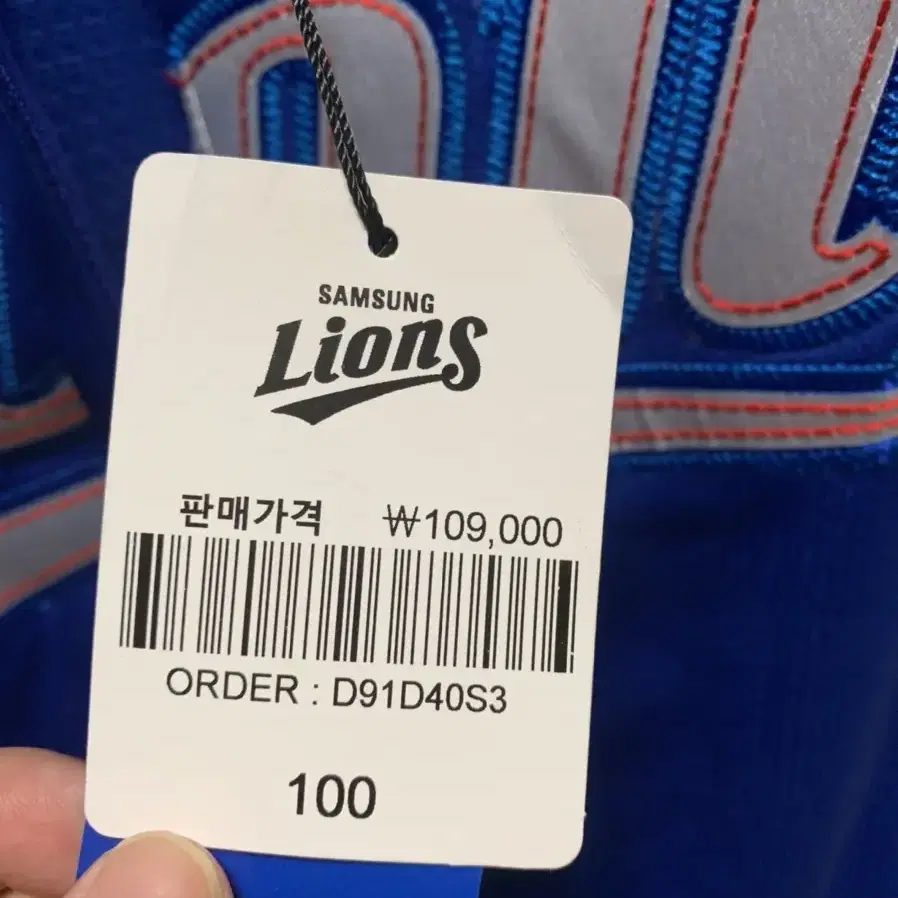 SAMSUNG
Lions
판매가격 ₩109,000
ORDER : D91D40S3
100